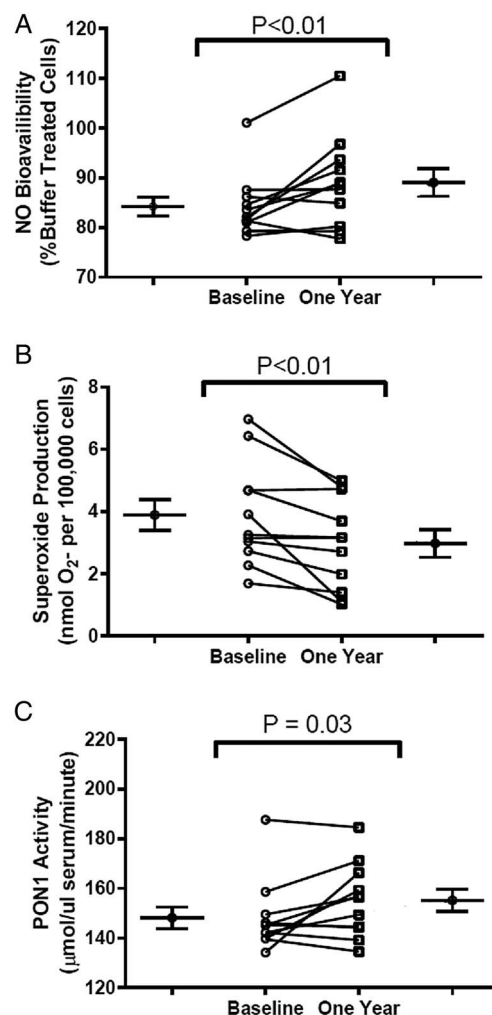 A
P<0.01
NO Bioavailibility
(%Buffer Treated Cells)
120
110
100
90
80
70
Baseline One Year
B
P<0.01
Superoxide Production
(nmol O2- per 100,000 cells)
8
6
4
2
0
Baseline One Year
C
P = 0.03
PON1 Activity
(μmol/ul serum/minute)
220
200
180
160
140
120
Baseline One Year